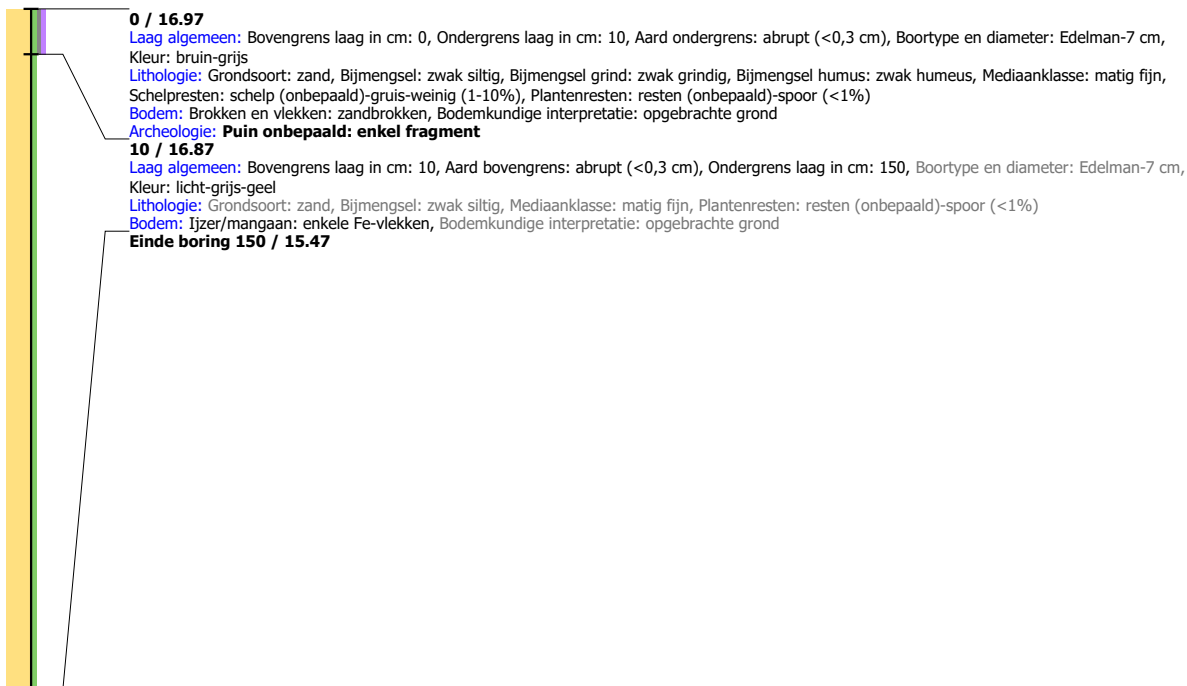 0 / 16.97
Laag algemeen: Bovengrens laag in cm: 0, Ondergrens laag in cm: 10, Aard ondergrens: abrupt (<0,3 cm), Boortype en diameter: Edelman-7 cm,
Kleur: bruin-grijs
Lithologie: Grondsoort: zand, Bijmengsel: zwak siltig, Bijmengsel grind: zwak grindig, Bijmengsel humus: zwak humeus, Mediaanklasse: matig fijn,
Schelpresten: schelp (onbepaald)-gruis-weinig (1-10%), Plantenresten: resten (onbepaald)-spoor (<1%)
Bodem: Brokken en vlekken: zandbrokken, Bodemkundige interpretatie: opgebrachte grond
Archeologie: Puin onbepaald: enkel fragment
10 / 16.87
Laag algemeen: Bovengrens laag in cm: 10, Aard bovengrens: abrupt (<0,3 cm), Ondergrens laag in cm: 150, Boortype en diameter: Edelman-7 cm,
Kleur: licht-grijs-geel
Lithologie: Grondsoort: zand, Bijmengsel: zwak siltig, Mediaanklasse: matig fijn, Plantenresten: resten (onbepaald)-spoor (<1%)
Bodem: Ijzer/mangaan: enkele Fe-vlekken, Bodemkundige interpretatie: opgebrachte grond
Einde boring 150 / 15.47